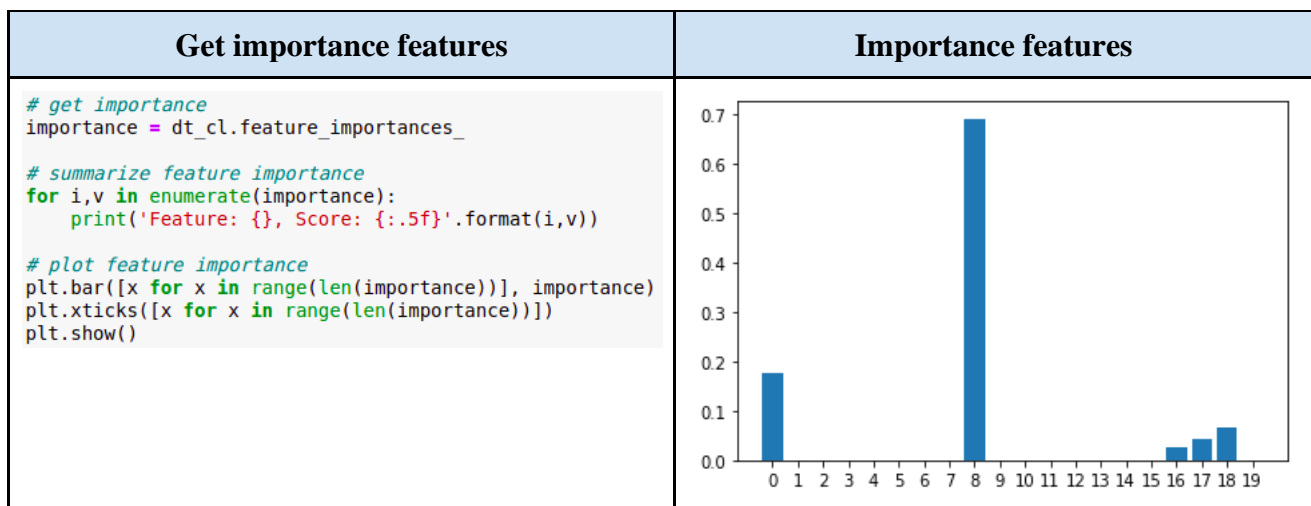 Get importance features
Importance features
# get importance
importance = dt_cl.feature_importances_
# summarize feature importance
for i,v in enumerate(importance):
    print('Feature: {}, Score: {:.5f}'.format(i,v))
# plot feature importance
plt.bar([x for x in range(len(importance))], importance)
plt.xticks([x for x in range(len(importance))])
plt.show()
0.7
0.6
0.5
0.4
0.3
0.2
0.1
0.0
0 1 2 3 4 5 6 7 8 9 10 11 12 13 14 15 16 17 18 19